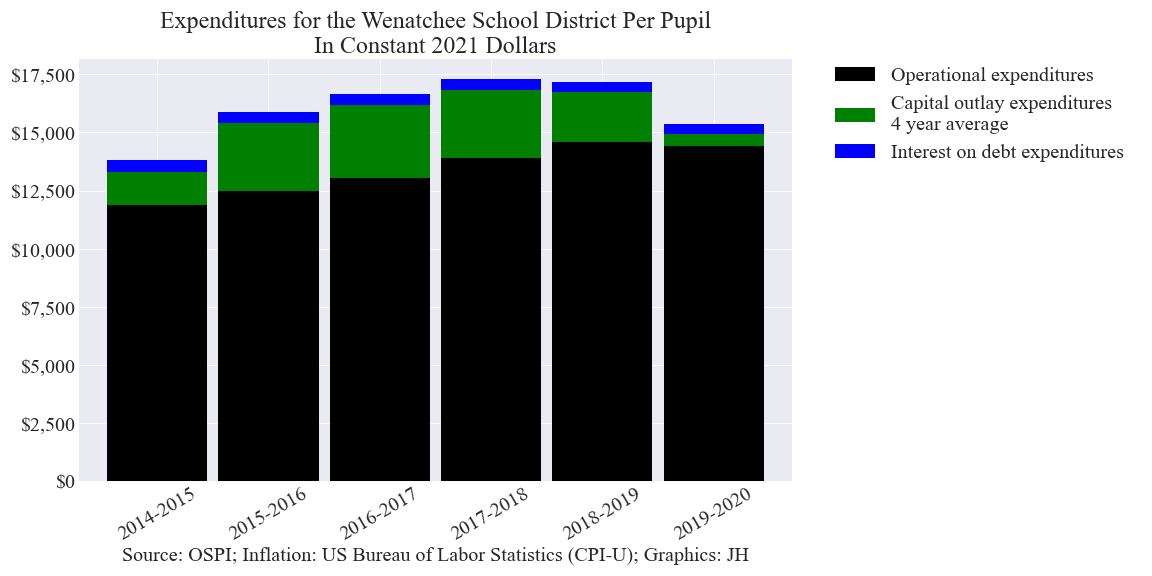 Expenditures for the Wenatchee School District Per Pupil
In Constant 2021 Dollars
$17,500
$15,000
$12,500
$10,000
$7,500
$5,000
$2,500
$0
2014-2015
2015-2016
2016-2017
2017-2018
2018-2019
2019-2020
Source: OSPI; Inflation: US Bureau of Labor Statistics (CPI-U); Graphics: JH
Operational expenditures
Capital outlay expenditures
4 year average
Interest on debt expenditures